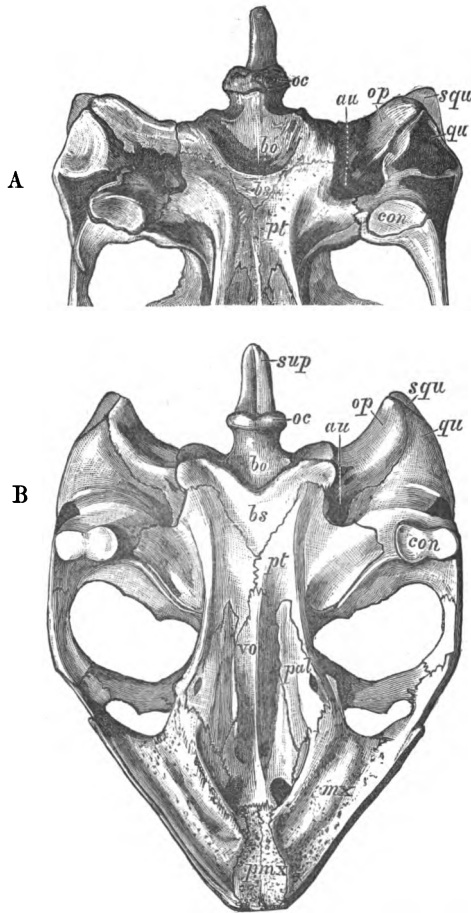 oc
au
op
squ
qu
bo
bs
A
pt
con
sup
squ
oc
op
qu
au
bo
B
bs
con
pt
vo
pal
mx
pmx